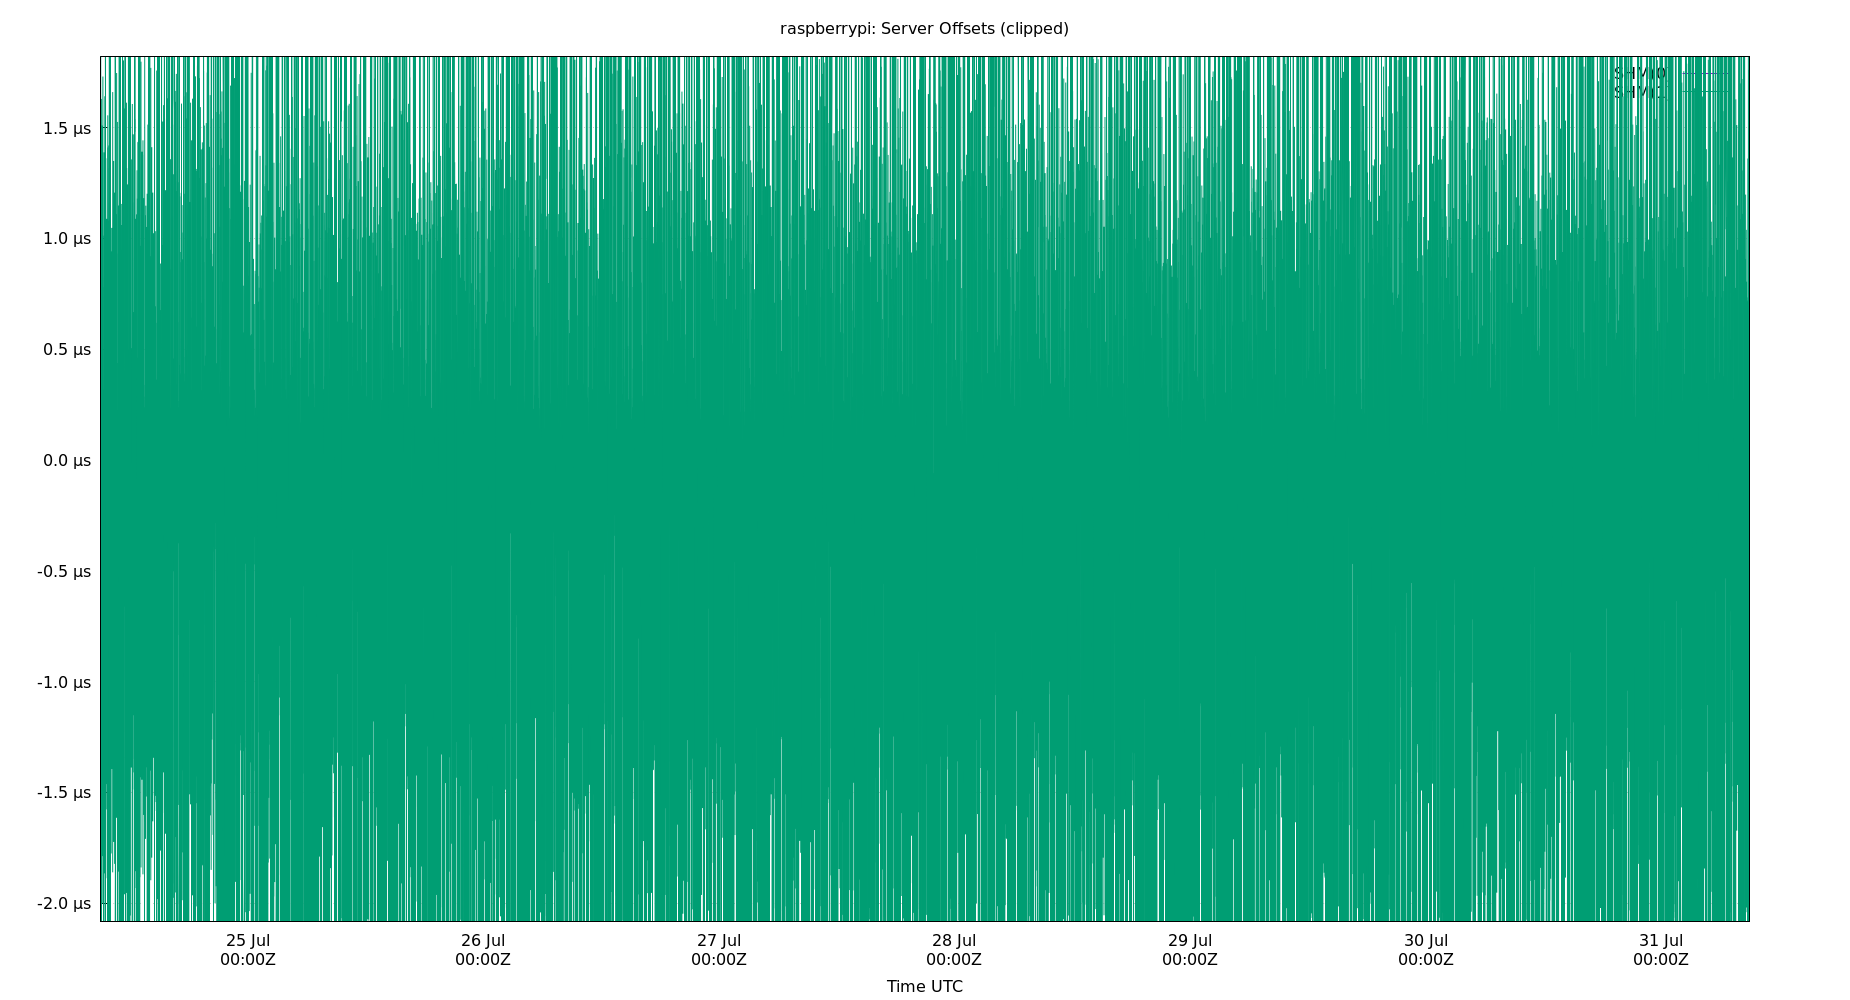 raspberrypi: Server Offsets (clipped)
1.5 µs
1.0 µs
0.5 µs
0.0 µs
-0.5 µs
-1.0 µs
-1.5 µs
-2.0 µs
25 Jul
00:00Z
26 Jul
00:00Z
27 Jul
00:00Z
28 Jul
00:00Z
29 Jul
00:00Z
30 Jul
00:00Z
31 Jul
00:00Z
Time UTC